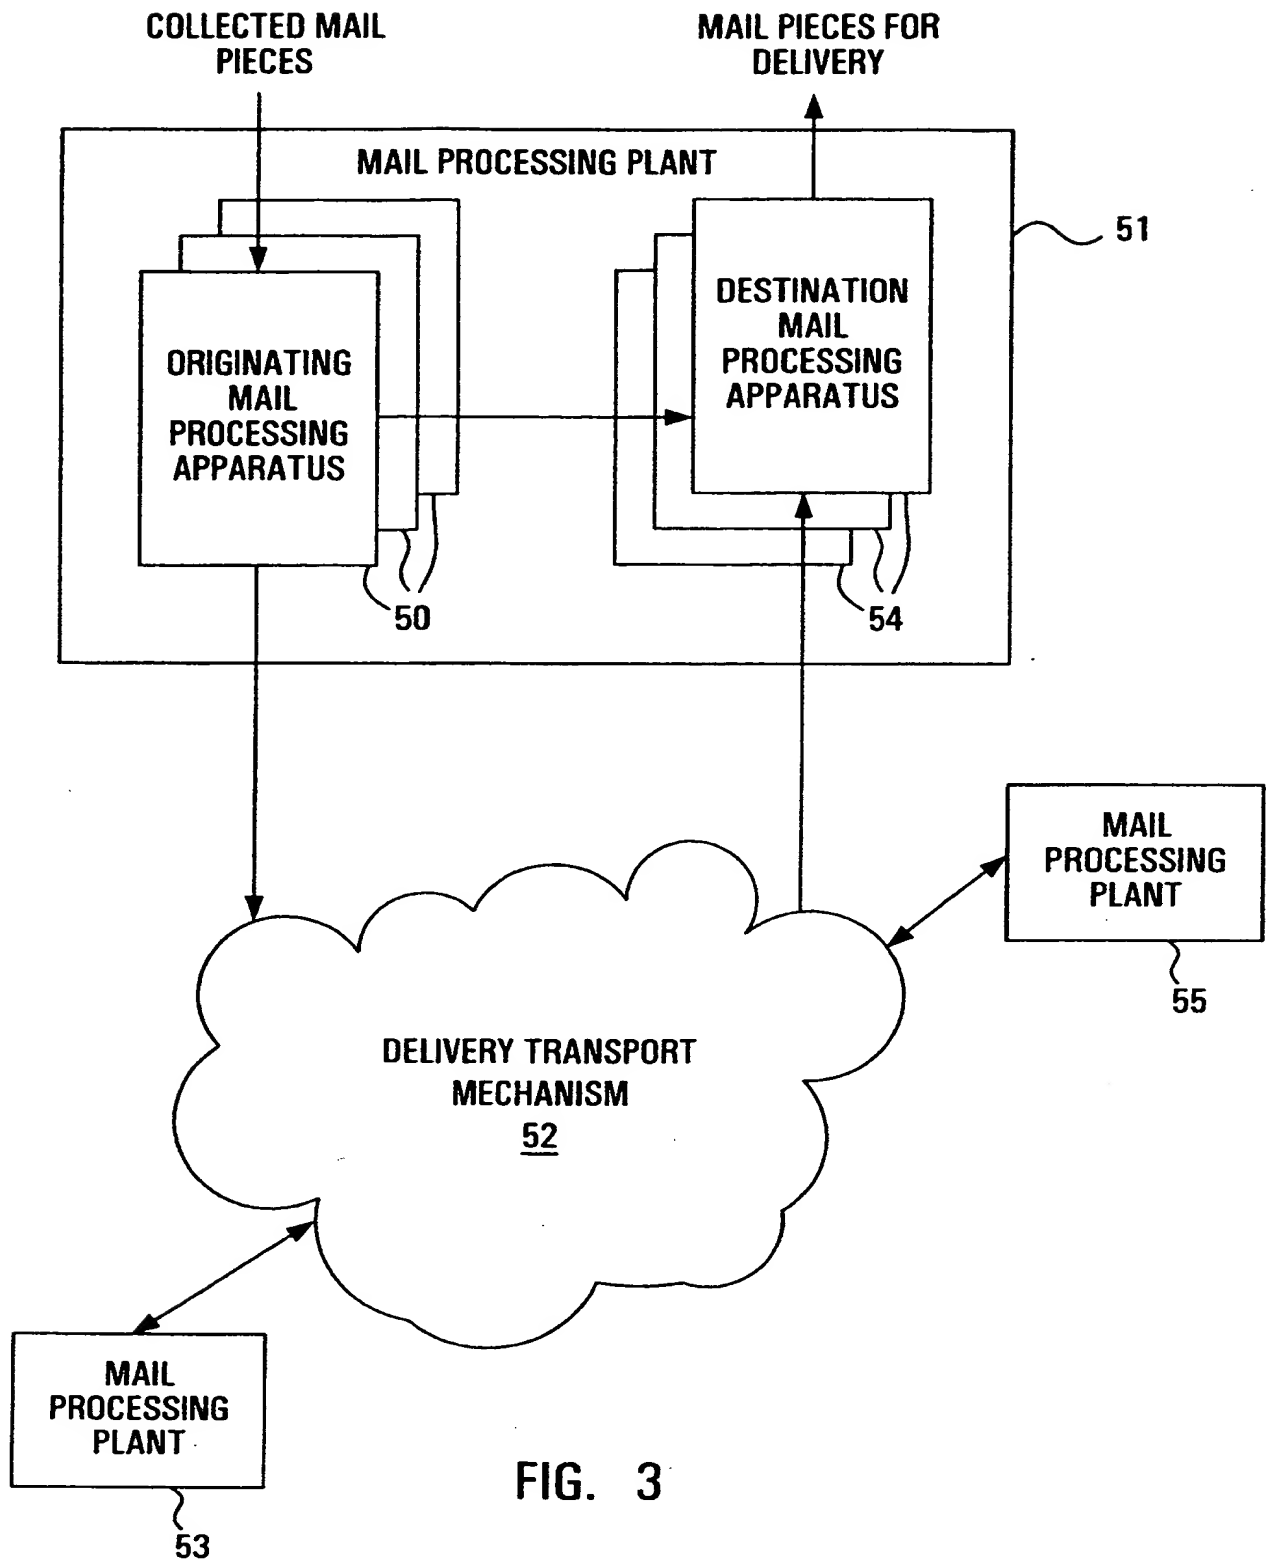 COLLECTED MAIL
PIECES
MAIL PIECES FOR
DELIVERY
MAIL PROCESSING PLANT
51
ORIGINATING
MAIL
PROCESSING
APPARATUS
DESTINATION
MAIL
PROCESSING
APPARATUS
50
54
MAIL
PROCESSING
PLANT
55
DELIVERY TRANSPORT
MECHANISM
52
MAIL
PROCESSING
PLANT
53
FIG. 3